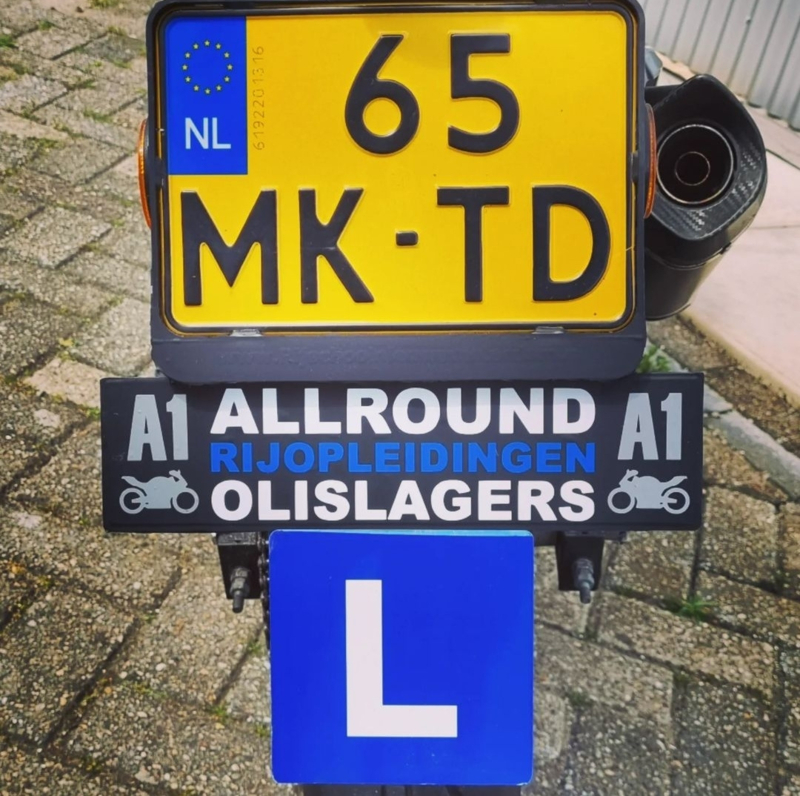 NL
6192201316
65
MK-TD
A1 ALLROUND A1
RIJOPLEIDINGEN
OLISLAGERS
L